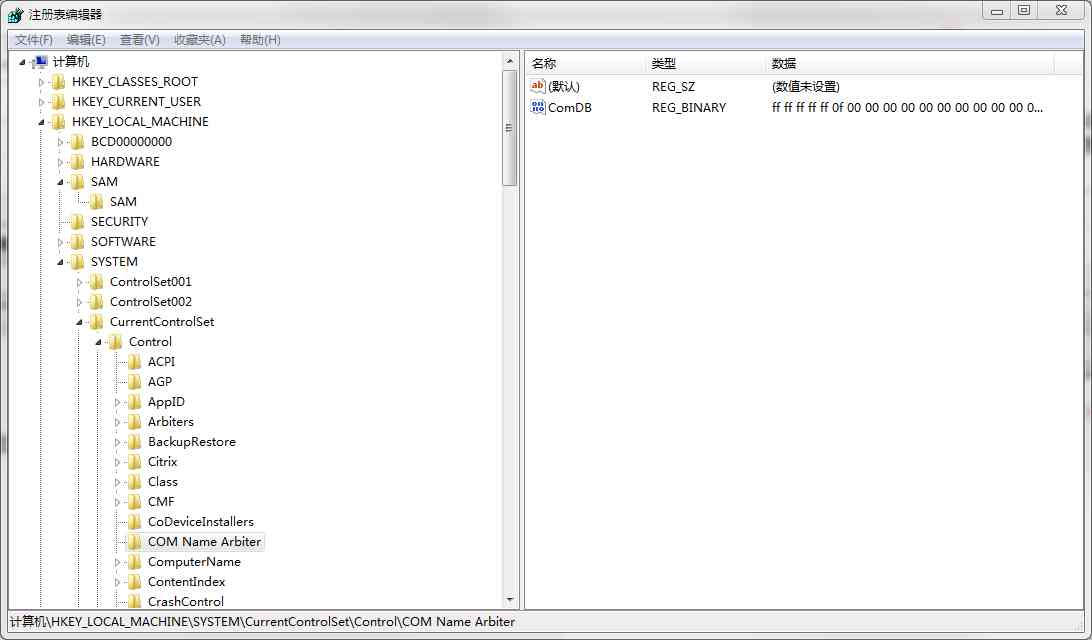 注册表编辑器
文件(F) 编辑(E) 查看(V) 收藏夹(A) 帮助(H)
计算机
HKEY_CLASSES_ROOT
HKEY_CURRENT_USER
HKEY_LOCAL_MACHINE
BCD00000000
HARDWARE
SAM
SAM
SECURITY
SOFTWARE
SYSTEM
ControlSet001
ControlSet002
CurrentControlSet
Control
ACPI
AGP
AppID
Arbiters
BackupRestore
Citrix
Class
CMF
CoDeviceInstallers
COM Name Arbiter
ComputerName
ContentIndex
CrashControl
名称 类型 数据
(默认) REG_SZ (数值未设置)
ComDB REG_BINARY ff ff ff ff ff 0f 00 00 00 00 00 00 00 00 00 00 0...
计算机\HKEY_LOCAL_MACHINE\SYSTEM\CurrentControlSet\Control\COM Name Arbiter